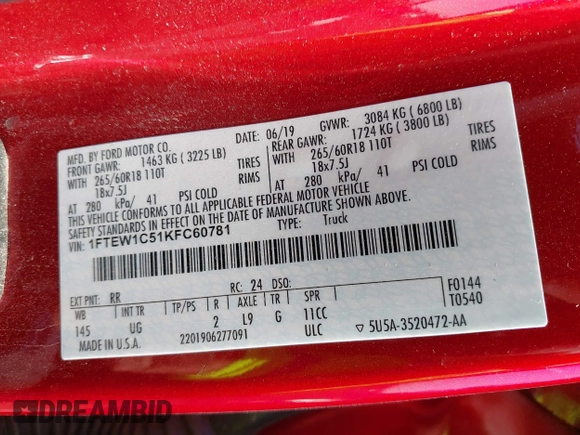 MFD. BY FORD MOTOR CO.
DATE: 06/19
GVWR: 3084 KG ( 6800 LB)
FRONT GAWR: 1463 KG ( 3225 LB)
REAR GAWR: 1724 KG ( 3800 LB)
WITH 265/60R18 110T TIRES
WITH 265/60R18 110T TIRES
18x7.5J RIMS
18x7.5J RIMS
AT 280 kPa/ 41 PSI COLD
AT 280 kPa/ 41 PSI COLD
THIS VEHICLE CONFORMS TO ALL APPLICABLE FEDERAL MOTOR VEHICLE
SAFETY STANDARDS IN EFFECT ON THE DATE OF MANUFACTURE SHOWN ABOVE.
VIN: 1FTEW1C51KFC60781
TYPE: Truck
EXT PNT: RR RC: 24 DSO: F0144
WB INT TR TP/PS R AXLE TR SPR T0540
145 UG 2 L9 G 11CC
MADE IN U.S.A. 2201906277091 ULC ▽ 5U5A-3520472-AA
DREAMBID